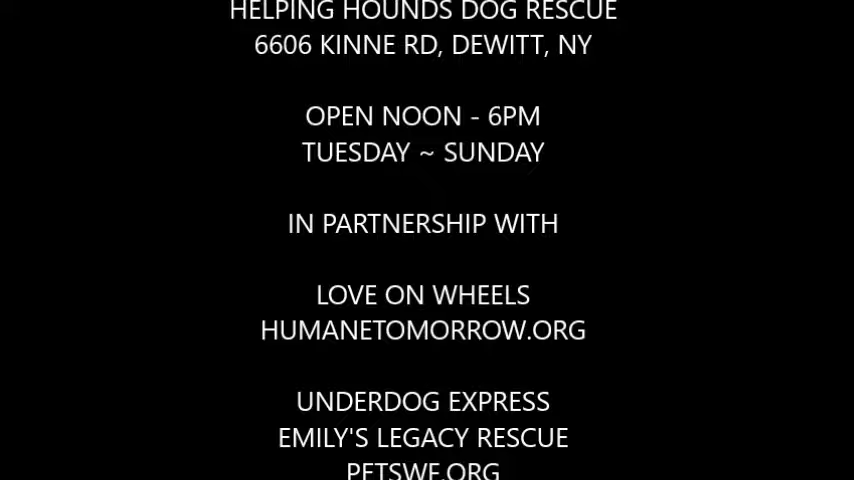 HELPING HOUNDS DOG RESCUE
6606 KINNE RD, DEWITT, NY
OPEN NOON - 6PM
TUESDAY ~ SUNDAY
IN PARTNERSHIP WITH
LOVE ON WHEELS
HUMANETOMORROW.ORG
UNDERDOG EXPRESS
EMILY'S LEGACY RESCUE
PETSWF.ORG